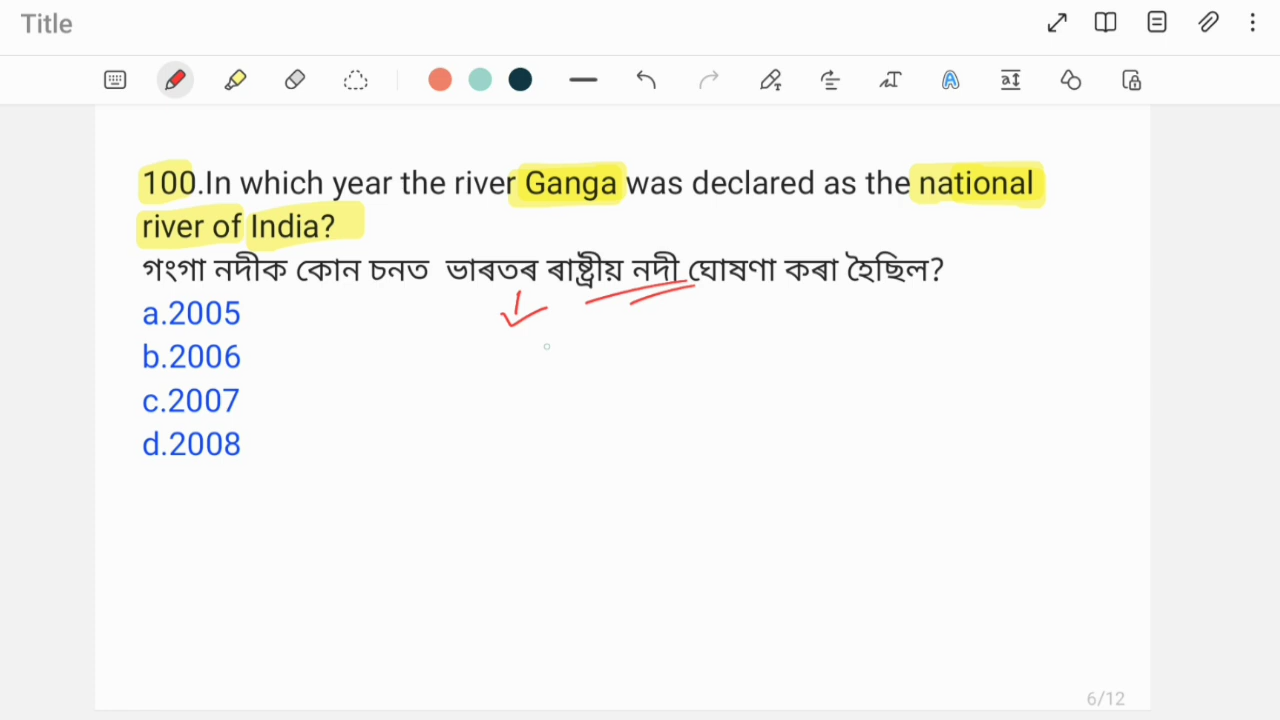 Title
100.In which year the river Ganga was declared as the national
river of India?
গংগা নদীক কোন চনত ভাৰতৰ ৰাষ্ট্ৰীয় নদী ঘোষণা কৰা হৈছিল?
a.2005
b.2006
c.2007
d.2008
6/12